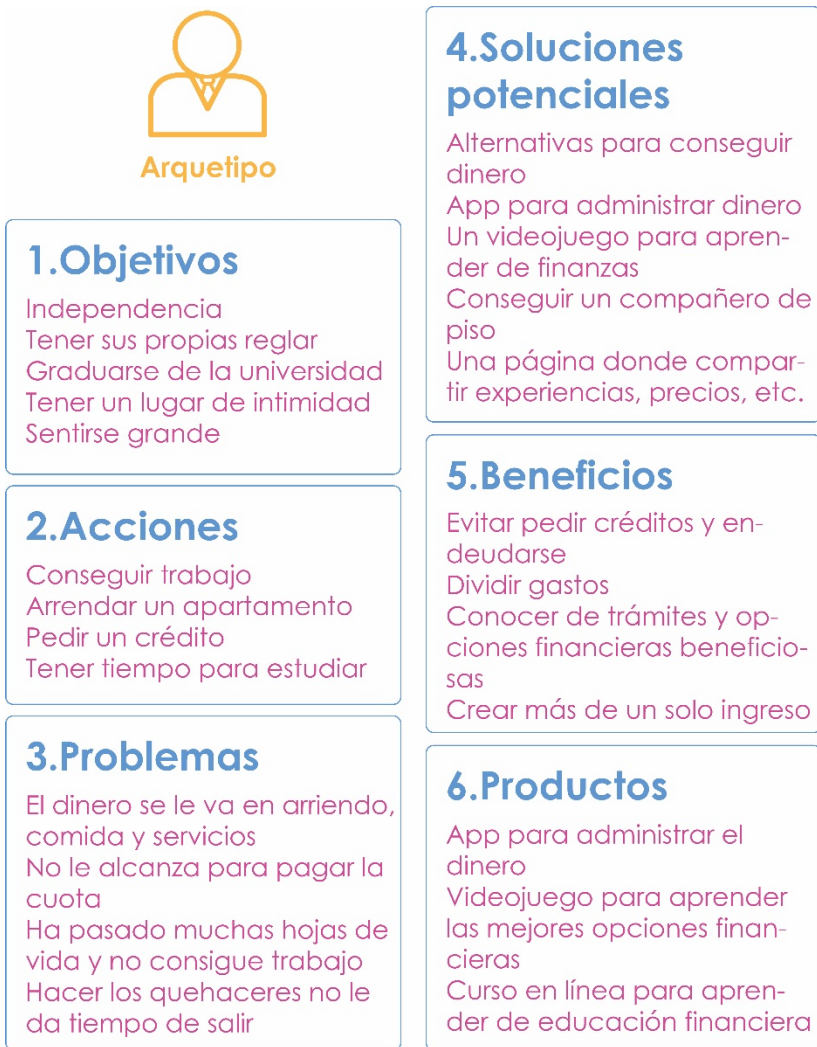 Arquetipo
1.Objetivos
Independencia
Tener sus propias reglar
Graduarse de la universidad
Tener un lugar de intimidad
Sentirse grande
2.Acciones
Conseguir trabajo
Arrendar un apartamento
Pedir un crédito
Tener tiempo para estudiar
3.Problemas
El dinero se le va en arriendo,
comida y servicios
No le alcanza para pagar la
cuota
Ha pasado muchas hojas de
vida y no consigue trabajo
Hacer los quehaceres no le
da tiempo de salir
4.Soluciones
potenciales
Alternativas para conseguir
dinero
App para administrar dinero
Un videojuego para apren-
der de finanzas
Conseguir un compañero de
piso
Una página donde compar-
tir experiencias, precios, etc.
5.Beneficios
Evitar pedir créditos y en-
deudarse
Dividir gastos
Conocer de trámites y op-
ciones financieras beneficio-
sas
Crear más de un solo ingreso
6.Productos
App para administrar el
dinero
Videojuego para aprender
las mejores opciones finan-
cieras
Curso en línea para apren-
der de educación financiera